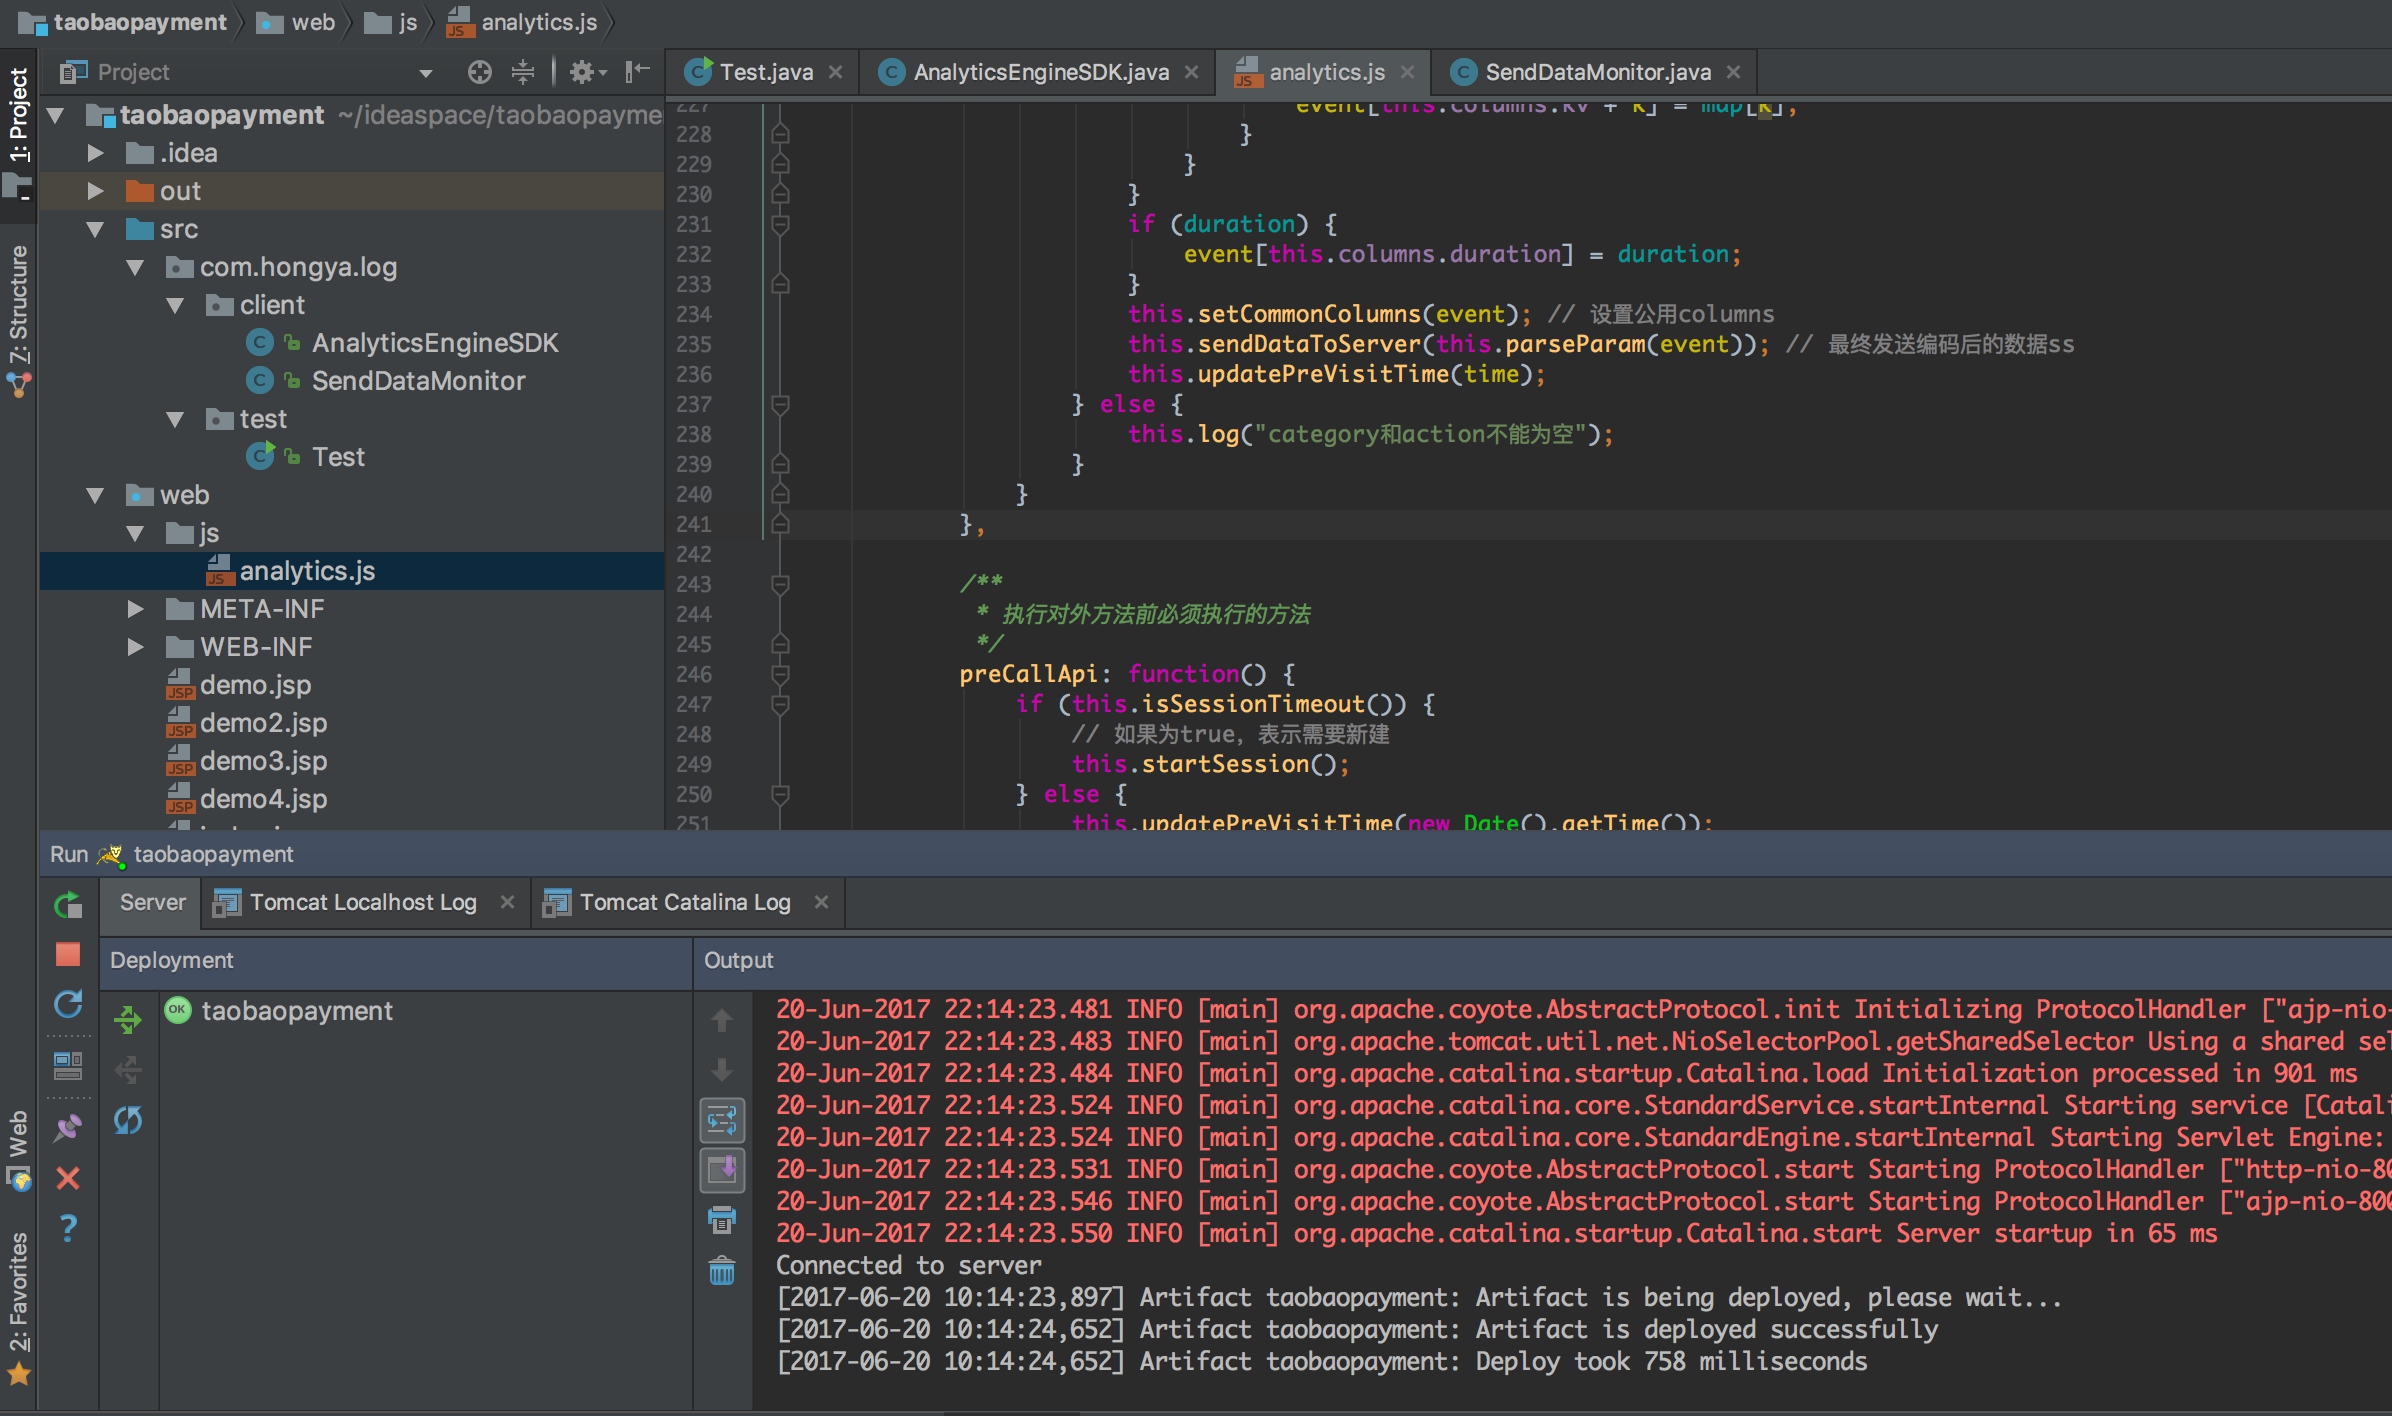 taobaopayment web js analytics.js
1: Project
7: Structure
Web
2: Favorites
Project
taobaopayment ~/ideaspace/taobaopayme
.idea
out
src
com.hongya.log
client
AnalyticsEngineSDK
SendDataMonitor
test
Test
web
js
analytics.js
META-INF
WEB-INF
demo.jsp
demo2.jsp
demo3.jsp
demo4.jsp
Test.java AnalyticsEngineSDK.java analytics.js SendDataMonitor.java
227 event[this.columns.kv + k] = map[k];
228 }
229 }
230 }
231 if (duration) {
232 event[this.columns.duration] = duration;
233 }
234 this.setCommonColumns(event); // 设置公用columns
235 this.sendDataToServer(this.parseParam(event)); // 最终发送编码后的数据ss
236 this.updatePreVisitTime(time);
237 } else {
238 this.log("category和action不能为空");
239 }
240 }
241 },
242
243 /**
244 * 执行对外方法前必须执行的方法
245 */
246 preCallApi: function() {
247 if (this.isSessionTimeout()) {
248 // 如果为true，表示需要新建
249 this.startSession();
250 } else {
251 this.updatePreVisitTime(new Date().getTime());
Run taobaopayment
Server Tomcat Localhost Log Tomcat Catalina Log
Deployment
OK taobaopayment
Output
20-Jun-2017 22:14:23.481 INFO [main] org.apache.coyote.AbstractProtocol.init Initializing ProtocolHandler ["ajp-nio-
20-Jun-2017 22:14:23.483 INFO [main] org.apache.tomcat.util.net.NioSelectorPool.getSharedSelector Using a shared sel
20-Jun-2017 22:14:23.484 INFO [main] org.apache.catalina.startup.Catalina.load Initialization processed in 901 ms
20-Jun-2017 22:14:23.524 INFO [main] org.apache.catalina.core.StandardService.startInternal Starting service [Catali
20-Jun-2017 22:14:23.524 INFO [main] org.apache.catalina.core.StandardEngine.startInternal Starting Servlet Engine:
20-Jun-2017 22:14:23.531 INFO [main] org.apache.coyote.AbstractProtocol.start Starting ProtocolHandler ["http-nio-80
20-Jun-2017 22:14:23.546 INFO [main] org.apache.coyote.AbstractProtocol.start Starting ProtocolHandler ["ajp-nio-800
20-Jun-2017 22:14:23.550 INFO [main] org.apache.catalina.startup.Catalina.start Server startup in 65 ms
Connected to server
[2017-06-20 10:14:23,897] Artifact taobaopayment: Artifact is being deployed, please wait...
[2017-06-20 10:14:24,652] Artifact taobaopayment: Artifact is deployed successfully
[2017-06-20 10:14:24,652] Artifact taobaopayment: Deploy took 758 milliseconds